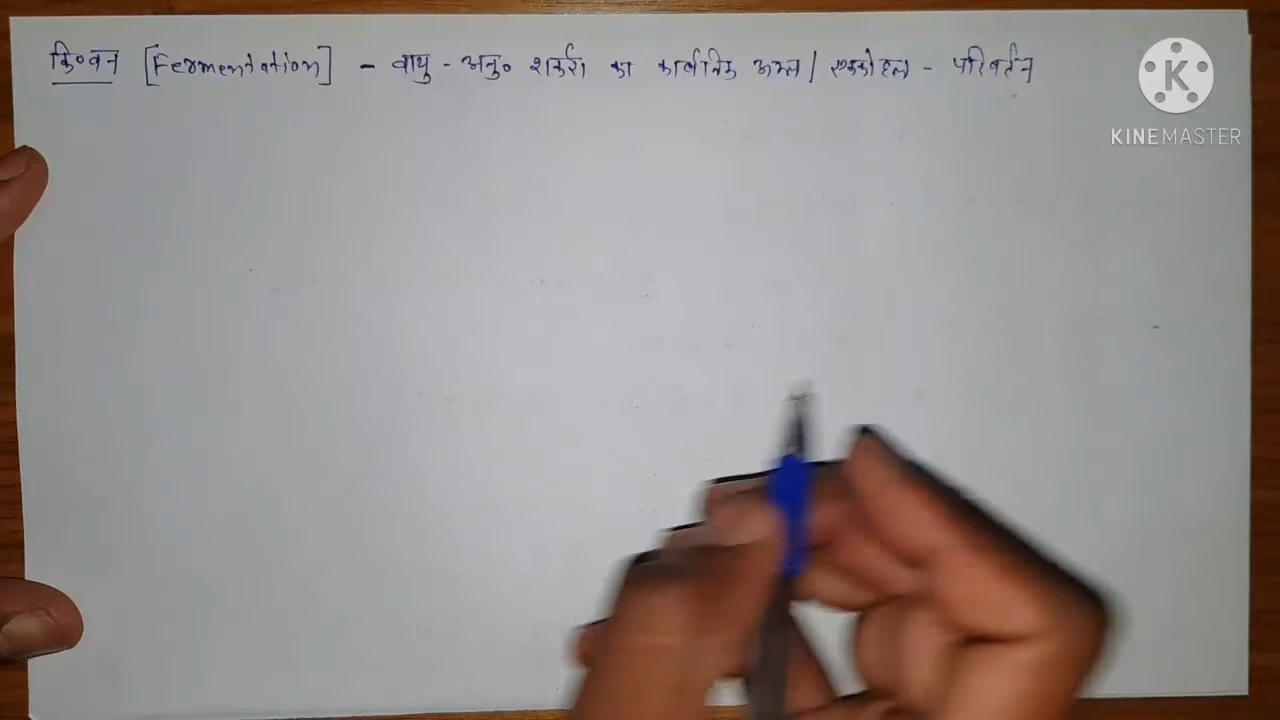 किण्वन [Fermentation] - वायु - अनु० शर्करा का कार्बनिक अम्ल / एल्कोहल - परिवर्तन
K
KINEMASTER